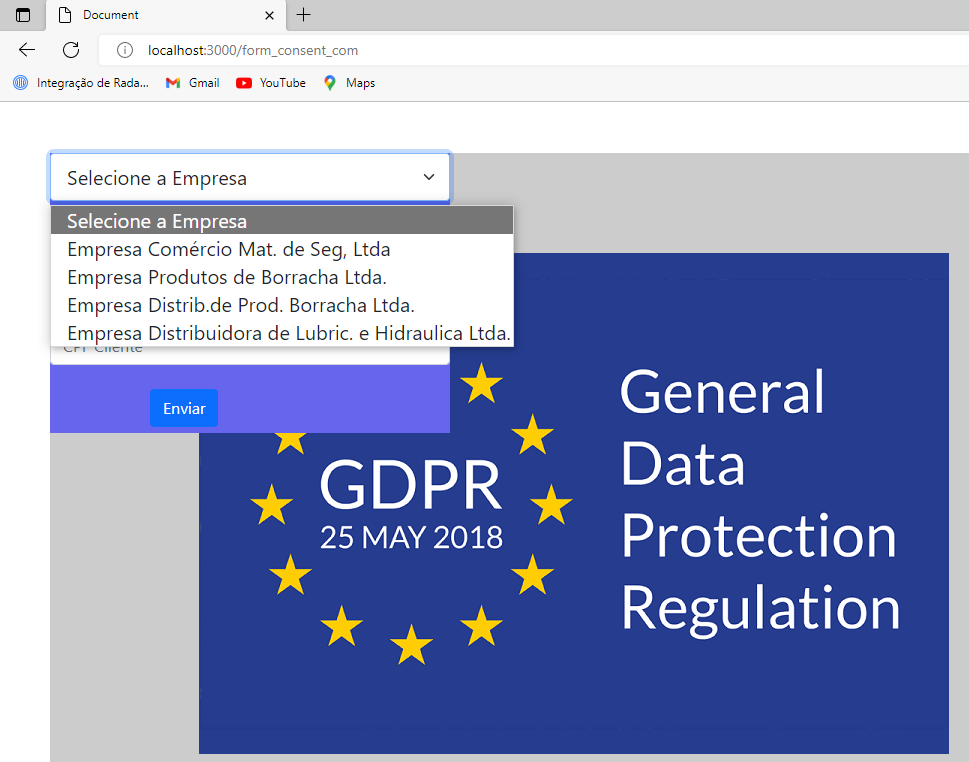 Document
localhost:3000/form_consent_com
Integração de Rada... Gmail YouTube Maps
Selecione a Empresa
Selecione a Empresa
Empresa Comércio Mat. de Seg, Ltda
Empresa Produtos de Borracha Ltda.
Empresa Distrib.de Prod. Borracha Ltda.
Empresa Distribuidora de Lubric. e Hidraulica Ltda.
CPF Cliente
Enviar
GDPR
25 MAY 2018
General
Data
Protection
Regulation